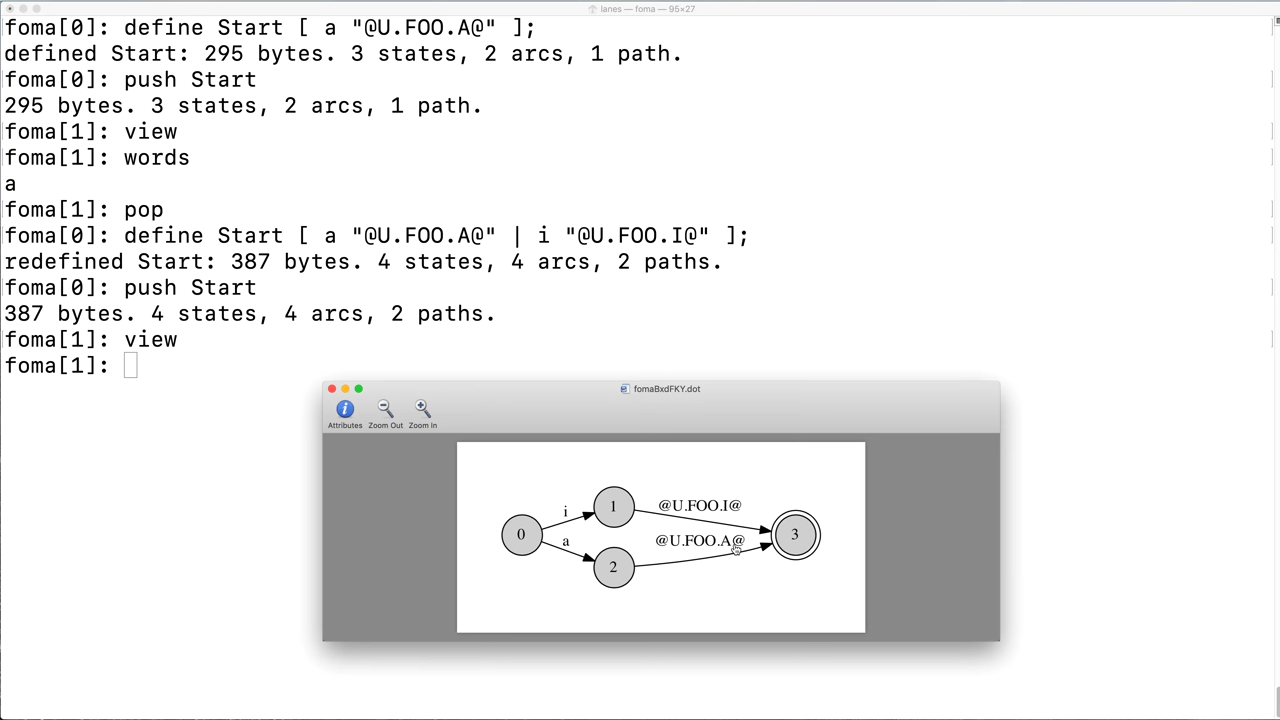 lanes — foma — 95×27
foma[0]: define Start [ a "@U.FOO.A@" ];
defined Start: 295 bytes. 3 states, 2 arcs, 1 path.
foma[0]: push Start
295 bytes. 3 states, 2 arcs, 1 path.
foma[1]: view
foma[1]: words
a
foma[1]: pop
foma[0]: define Start [ a "@U.FOO.A@" | i "@U.FOO.I@" ];
redefined Start: 387 bytes. 4 states, 4 arcs, 2 paths.
foma[0]: push Start
387 bytes. 4 states, 4 arcs, 2 paths.
foma[1]: view
foma[1]:
fomaBxdFKY.dot
Attributes Zoom Out Zoom In
i 1 @U.FOO.I@
0 3
a @U.FOO.A@
2